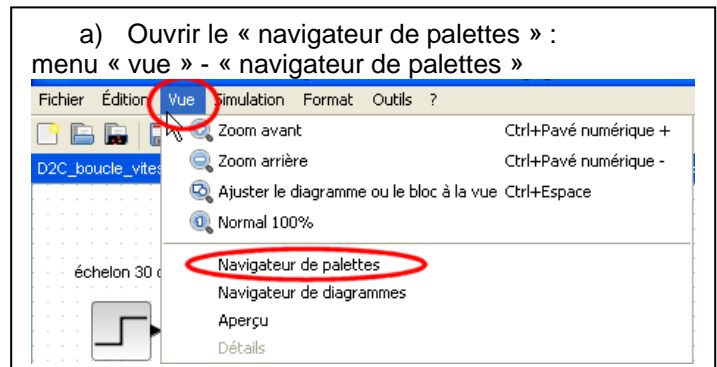 a) Ouvrir le « navigateur de palettes » :
menu « vue » - « navigateur de palettes »
Fichier Édition Vue Simulation Format Outils ?
Zoom avant Ctrl+Pavé numérique +
D2C_boucle_vites Zoom arrière Ctrl+Pavé numérique -
Ajuster le diagramme ou le bloc à la vue Ctrl+Espace
Normal 100%
échelon 30 Navigateur de palettes
Navigateur de diagrammes
Aperçu
Détails